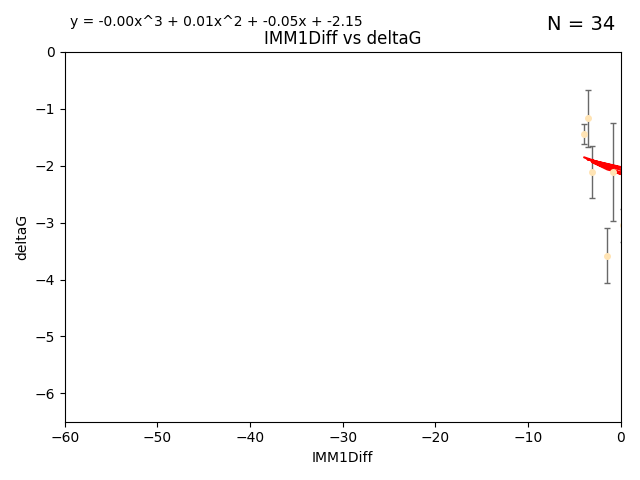 y = -0.00x^3 + 0.01x^2 + -0.05x + -2.15
N = 34
IMM1Diff vs deltaG
deltaG
0
−1
−2
−3
−4
−5
−6
−60
−50
−40
−30
−20
−10
0
IMM1Diff